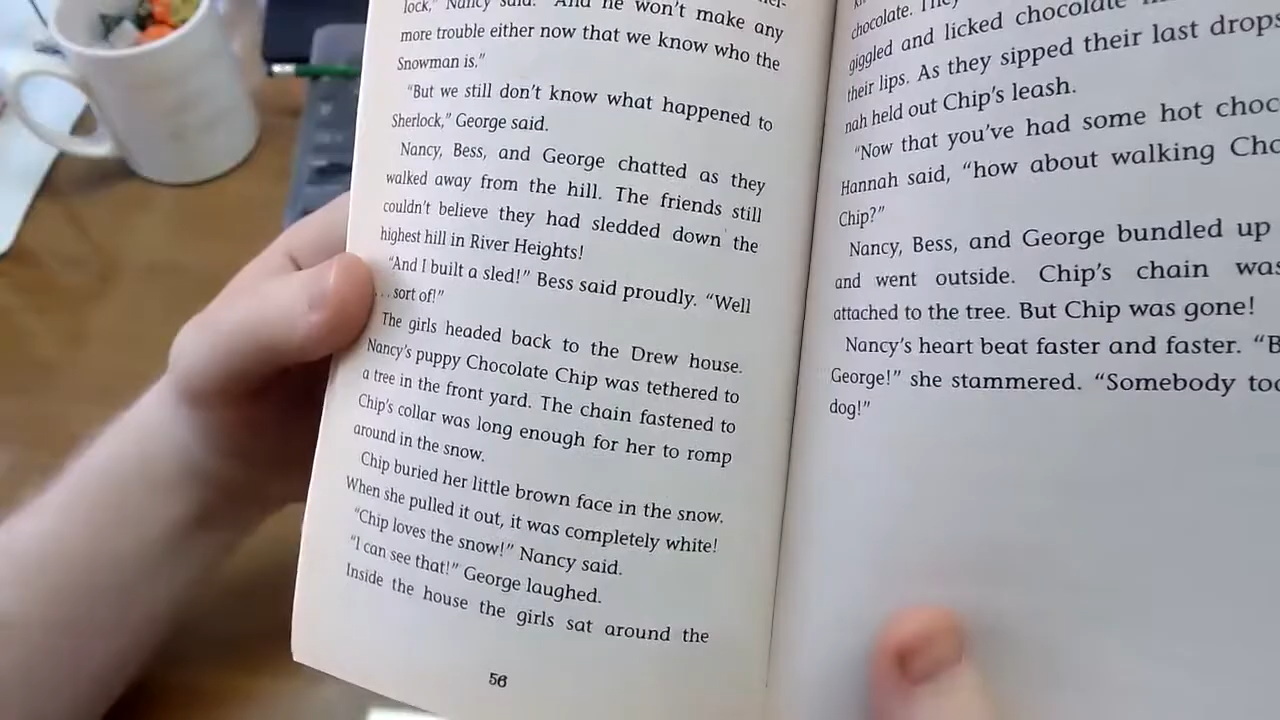 lock,” Nancy said. “And he won’t make any
more trouble either now that we know who the
Snowman is.”
“But we still don’t know what happened to
Sherlock,” George said.
Nancy, Bess, and George chatted as they
walked away from the hill. The friends still
couldn’t believe they had sledded down the
highest hill in River Heights!
“And I built a sled!” Bess said proudly. “Well
. . . sort of!”
The girls headed back to the Drew house.
Nancy’s puppy Chocolate Chip was tethered to
a tree in the front yard. The chain fastened to
Chip’s collar was long enough for her to romp
around in the snow.
Chip buried her little brown face in the snow.
When she pulled it out, it was completely white!
“Chip loves the snow!” Nancy said.
“I can see that!” George laughed.
Inside the house the girls sat around the
56
chocolate. They
giggled and licked chocolate
their lips. As they sipped their last drops
nah held out Chip’s leash.
“Now that you’ve had some hot choc
Hannah said, “how about walking Cho
Chip?”
Nancy, Bess, and George bundled up
and went outside. Chip’s chain was
attached to the tree. But Chip was gone!
Nancy’s heart beat faster and faster. “B
George!” she stammered. “Somebody too
dog!”